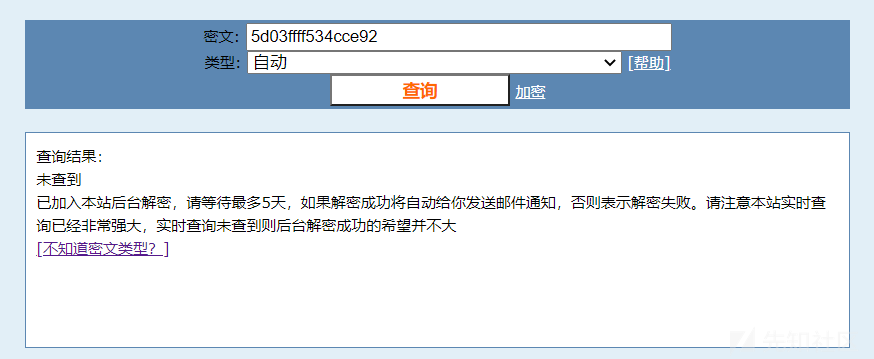 密文: 5d03ffff534cce92
类型: 自动 [帮助]
查询 加密
查询结果:
未查到
已加入本站后台解密，请等待最多5天，如果解密成功将自动给你发送邮件通知，否则表示解密失败。请注意本站实时查
询已经非常强大，实时查询未查到则后台解密成功的希望并不大
[不知道密文类型？]
先知社区